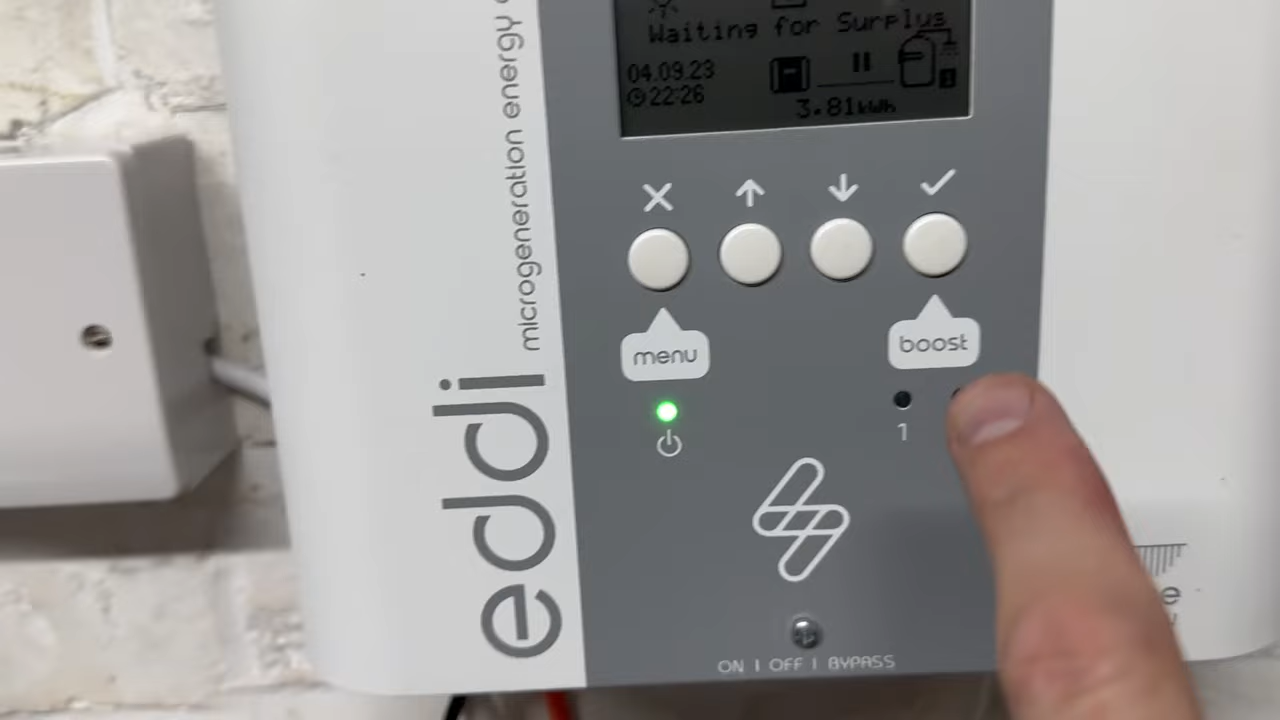 Waiting for Surplus
04.09.23
22:26
3.81kWh
menu
boost
1
eddi
microgeneration energy
ON | OFF | BYPASS